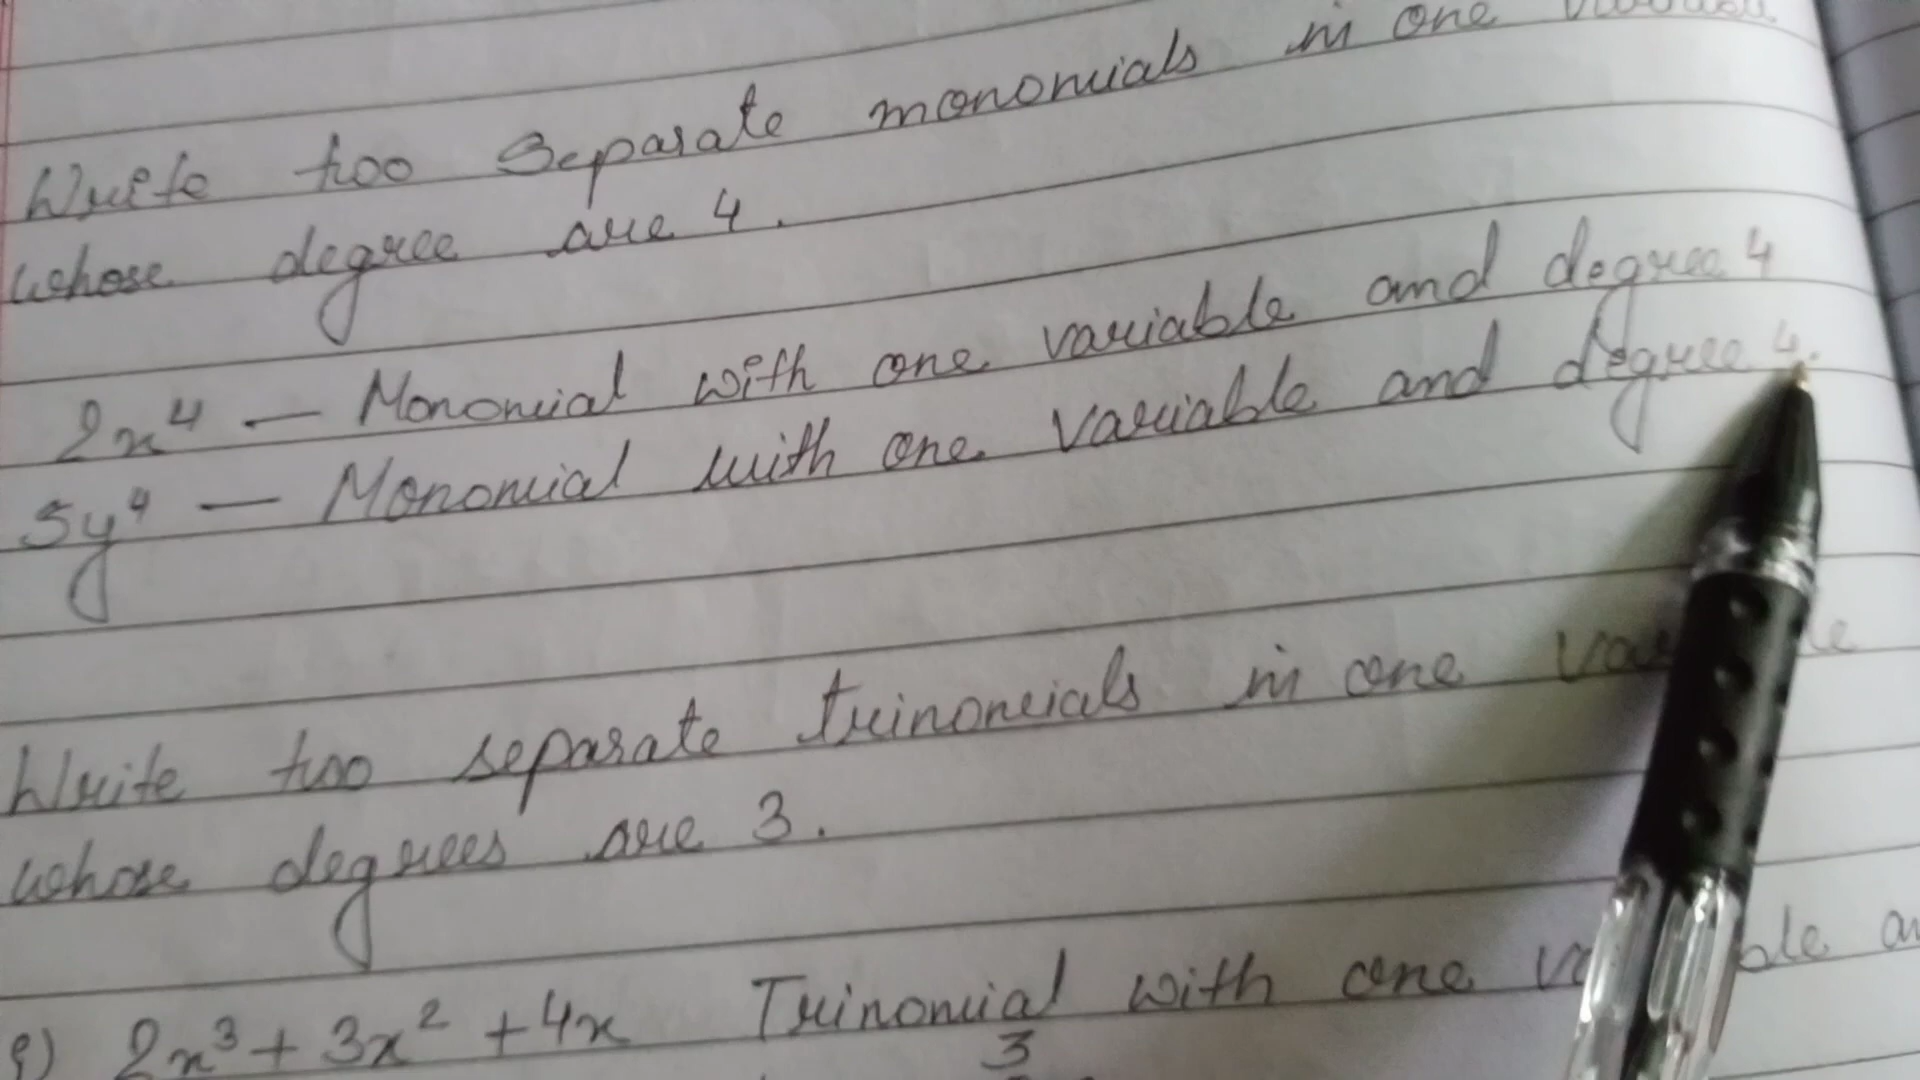 Write two separate monomials in one
whose degree are 4.
2x⁴ — Monomial with one variable and degree 4
5y⁴ — Monomial with one variable and degree 4.
Write two separate trinomials in one
whose degrees are 3.
i) 2x³ + 3x² + 4x Trinomial with one
3